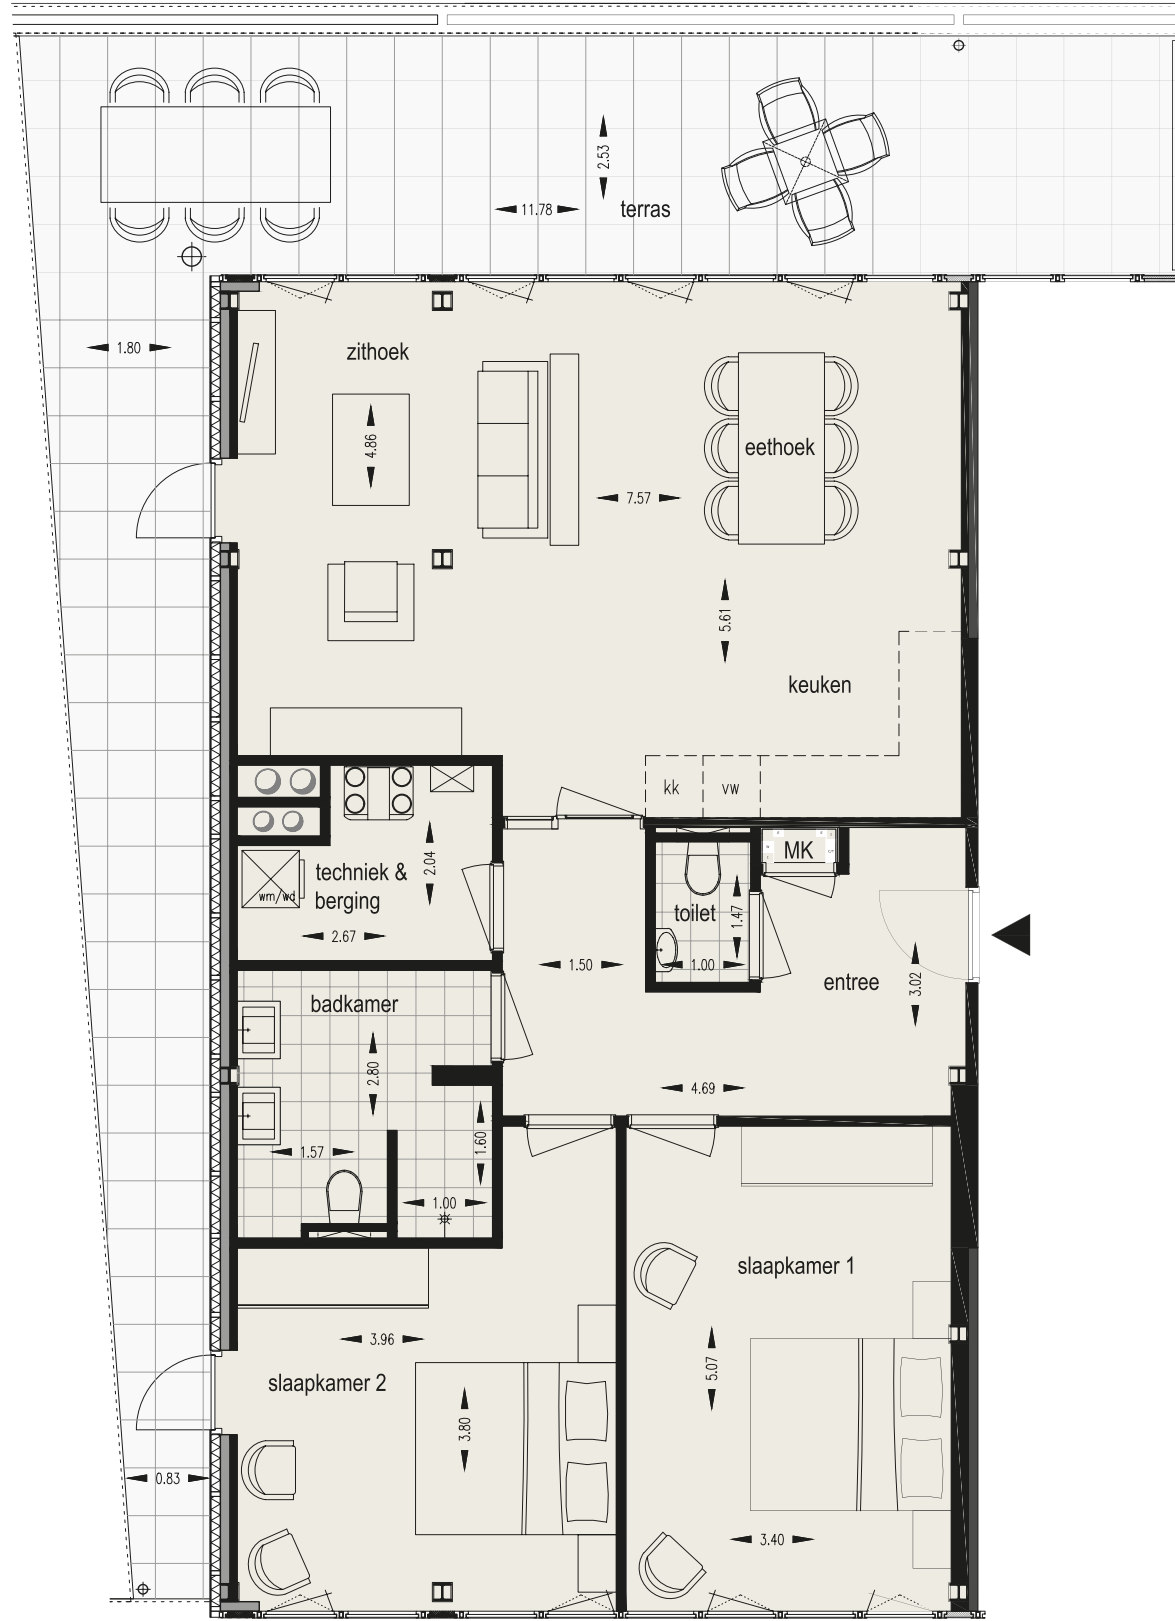 2.53
11.78
terras
1.80
zithoek
4.86
eethoek
7.57
5.61
keuken
kk
vw
MK
2.04
techniek &
berging
wm/wd
toilet
1.47
2.67
1.50
1.00
entree
3.02
badkamer
2.80
4.69
1.60
1.57
1.00
slaapkamer 1
3.96
5.07
slaapkamer 2
3.80
0.83
3.40